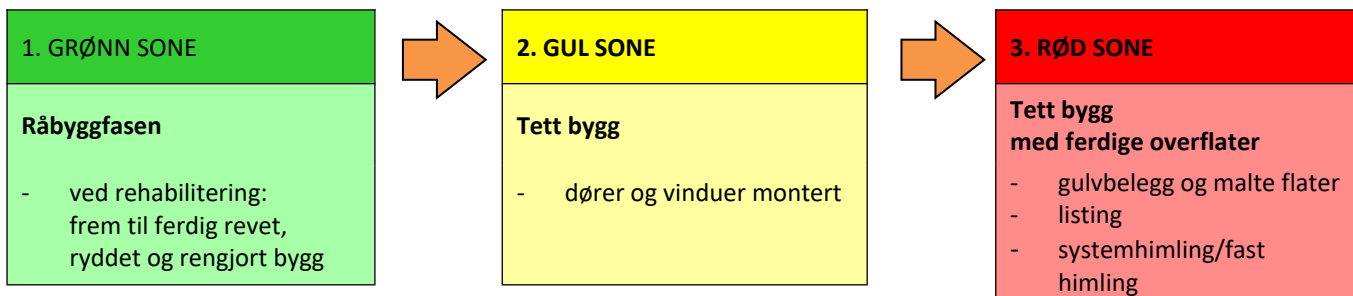 1. GRØNN SONE
Råbyggfasen
- ved rehabilitering:
frem til ferdig revet,
ryddet og rengjort bygg
2. GUL SONE
Tett bygg
- dører og vinduer montert
3. RØD SONE
Tett bygg
med ferdige overflater
- gulvbelegg og malte flater
- listing
- systemhimling/fast
himling